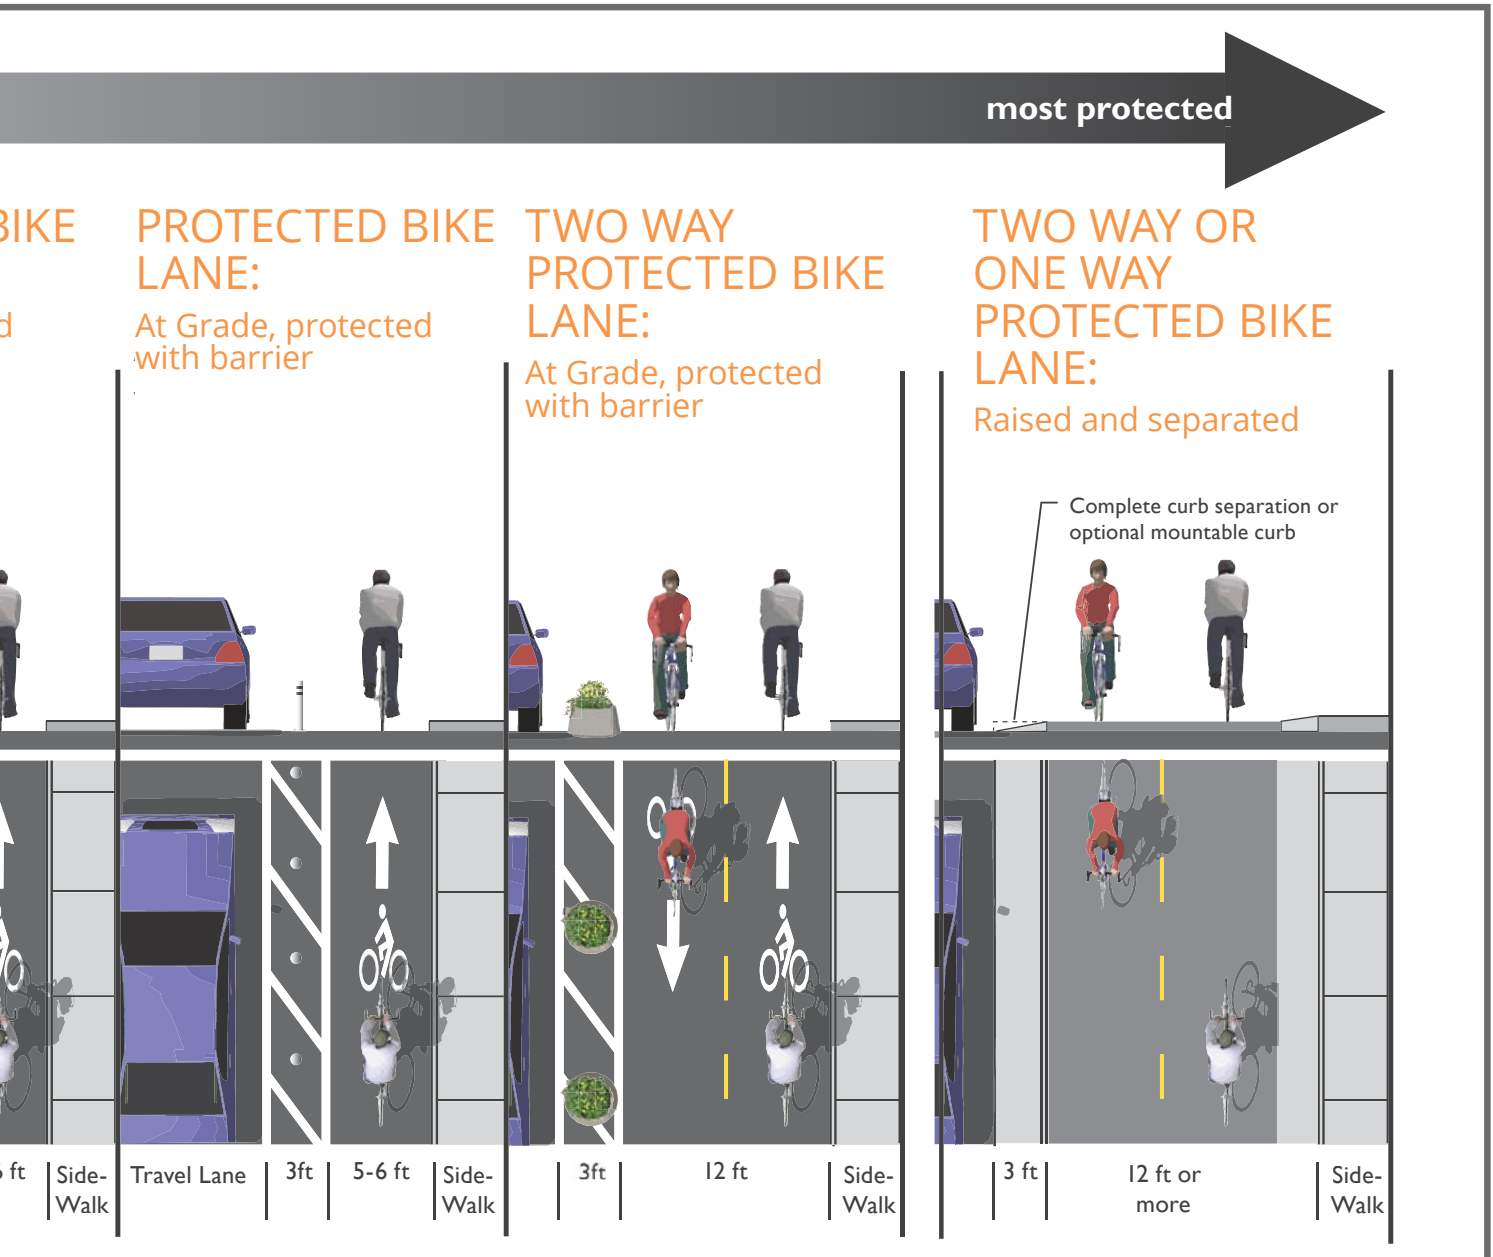 most protected
BIKE
d
PROTECTED BIKE
LANE:
At Grade, protected
with barrier
TWO WAY
PROTECTED BIKE
LANE:
At Grade, protected
with barrier
TWO WAY OR
ONE WAY
PROTECTED BIKE
LANE:
Raised and separated
Complete curb separation or
optional mountable curb
ft
Side-
Walk
Travel Lane
3ft
5-6 ft
Side-
Walk
3ft
12 ft
Side-
Walk
3 ft
12 ft or
more
Side-
Walk